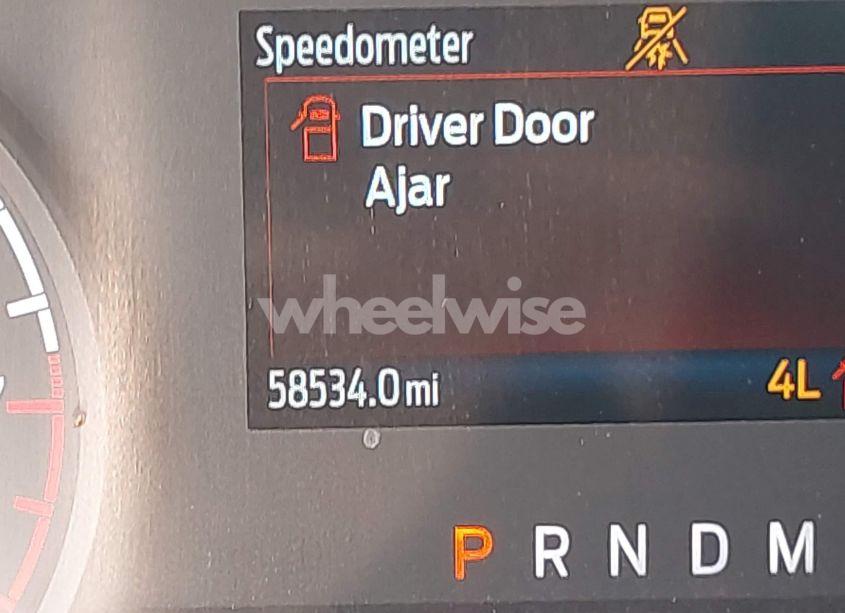 Speedometer
Driver Door
Ajar
wheelwise
58534.0 mi
4L
P R N D M